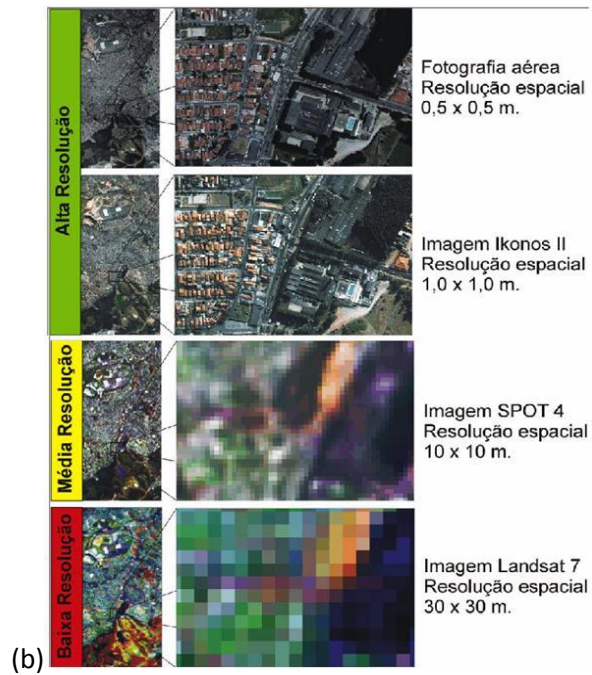 Alta Resolução
Fotografia aérea
Resolução espacial
0,5 x 0,5 m.
Imagem Ikonos II
Resolução espacial
1,0 x 1,0 m.
Média Resolução
Imagem SPOT 4
Resolução espacial
10 x 10 m.
Baixa Resolução
Imagem Landsat 7
Resolução espacial
30 x 30 m.
(b)